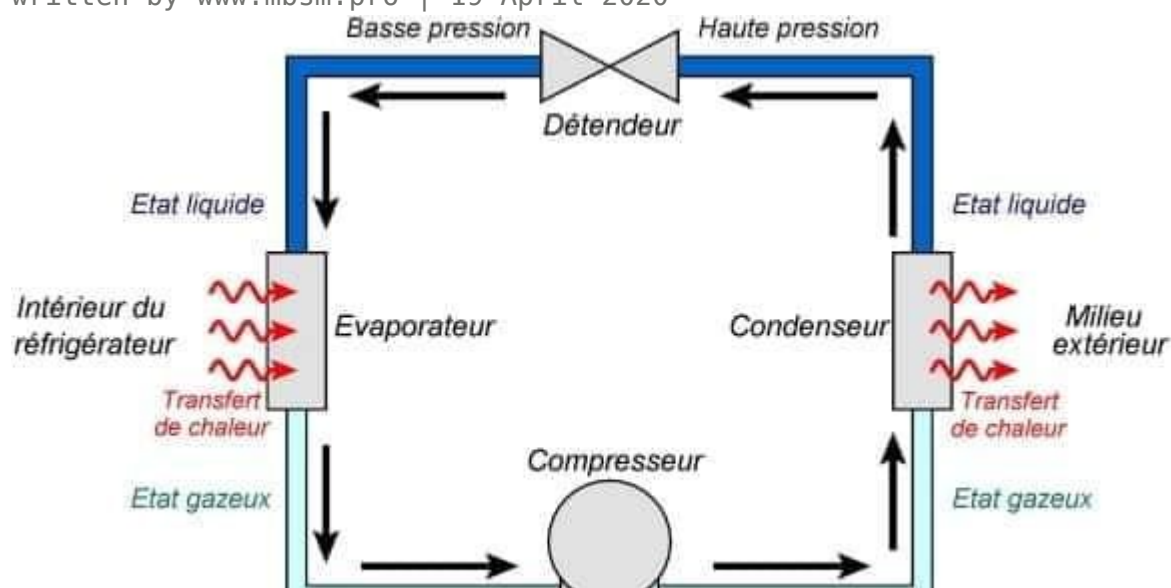 written by www.mbsm.pro | 19 April 2020
Basse pression
Haute pression
Détendeur
Etat liquide
Etat liquide
Intérieur du
réfrigérateur
Evaporateur
Condenseur
Milieu
extérieur
Transfert
de chaleur
Transfert
de chaleur
Compresseur
Etat gazeux
Etat gazeux